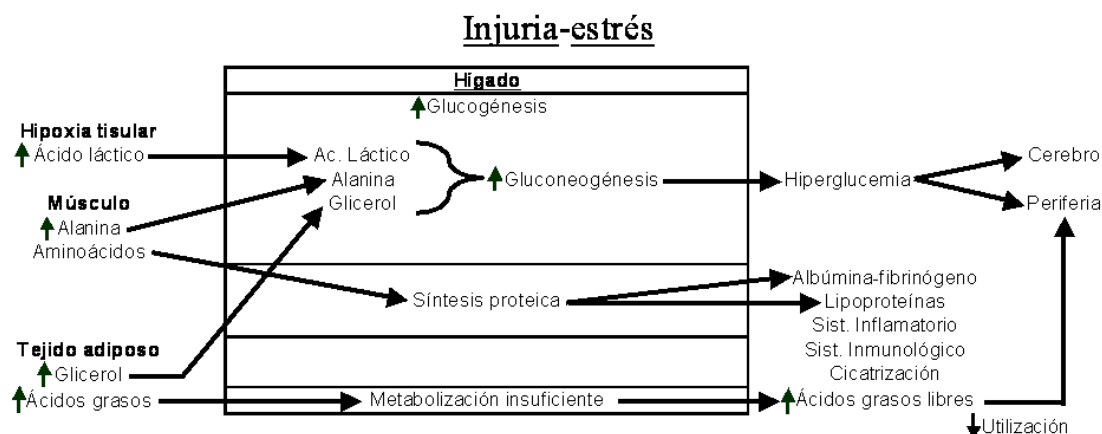 Injuria-estrés
Hígado
Glucogénesis
Hipoxia tisular
Ácido láctico
Ac. Láctico
Alanina
Glicerol
Gluconeogénesis
Hiperglucemia
Cerebro
Periferia
Músculo
Alanina
Aminoácidos
Síntesis proteica
Albúmina-fibrinógeno
Lipoproteínas
Sist. Inflamatorio
Sist. Inmunológico
Cicatrización
Tejido adiposo
Glicerol
Ácidos grasos
Metabolización insuficiente
Ácidos grasos libres
Utilización